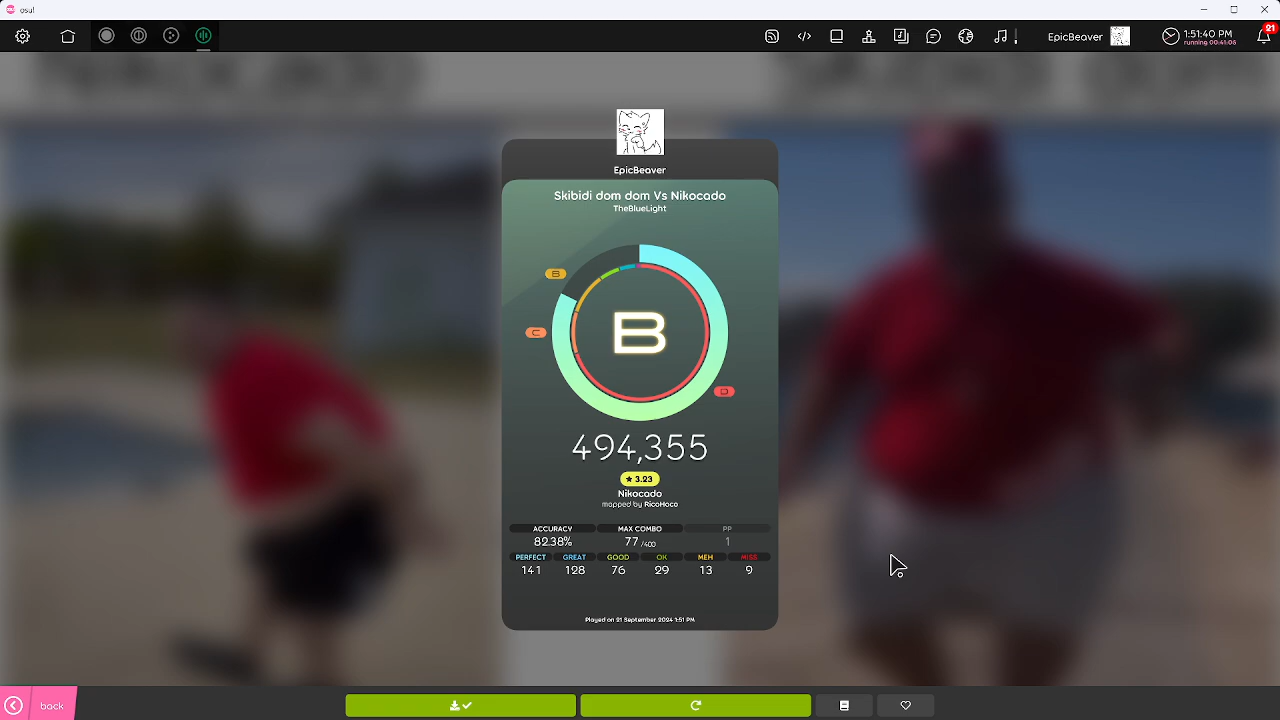 osu!
EpicBeaver
1:51:40 PM
running 00:41:06
21
EpicBeaver
Skibidi dom dom Vs Nikocado
TheBlueLight
B
C
D
B
494,355
★ 3.23
Nikocado
mapped by RicoHoco
ACCURACY MAX COMBO PP
82.38% 77 /400 1
PERFECT GREAT GOOD OK MEH MISS
141 128 76 29 13 9
Played on 21 September 2024 1:51 PM
back